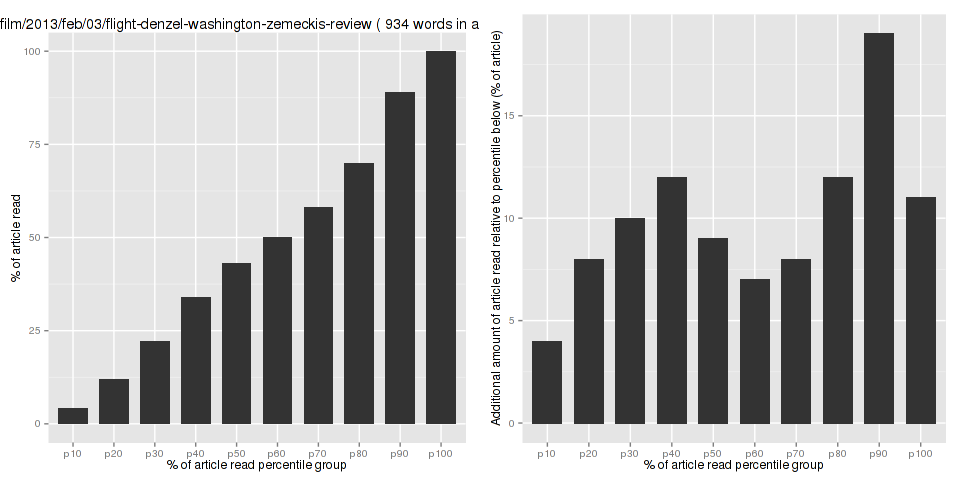 film/2013/feb/03/flight-denzel-washington-zemeckis-review ( 934 words in a
% of article read
100
75
50
25
0
p10 p20 p30 p40 p50 p60 p70 p80 p90 p100
% of article read percentile group
Additional amount of article read relative to percentile below (% of article)
15
10
5
0
p10 p20 p30 p40 p50 p60 p70 p80 p90 p100
% of article read percentile group